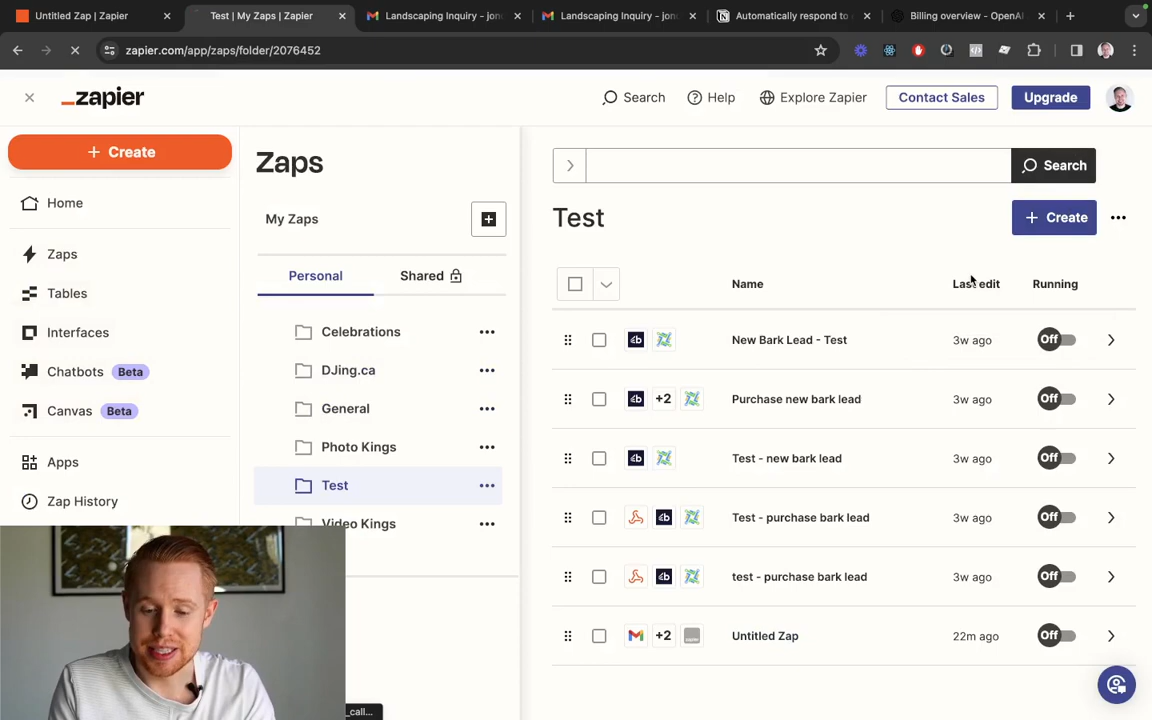 Untitled Zap | Zapier
Test | My Zaps | Zapier
Landscaping Inquiry - jon
Landscaping Inquiry - jon
Automatically respond to
Billing overview - OpenAI
zapier.com/app/zaps/folder/2076452
zapier
Search
Help
Explore Zapier
Contact Sales
Upgrade
Create
Home
Zaps
Tables
Interfaces
Chatbots Beta
Canvas Beta
Apps
Zap History
Zaps
My Zaps
Personal
Shared
Celebrations
DJing.ca
General
Photo Kings
Test
Video Kings
_call...
Search
Test
Create
Name Last edit Running
New Bark Lead - Test 3w ago Off
+2 Purchase new bark lead 3w ago Off
Test - new bark lead 3w ago Off
Test - purchase bark lead 3w ago Off
test - purchase bark lead 3w ago Off
+2 Untitled Zap 22m ago Off